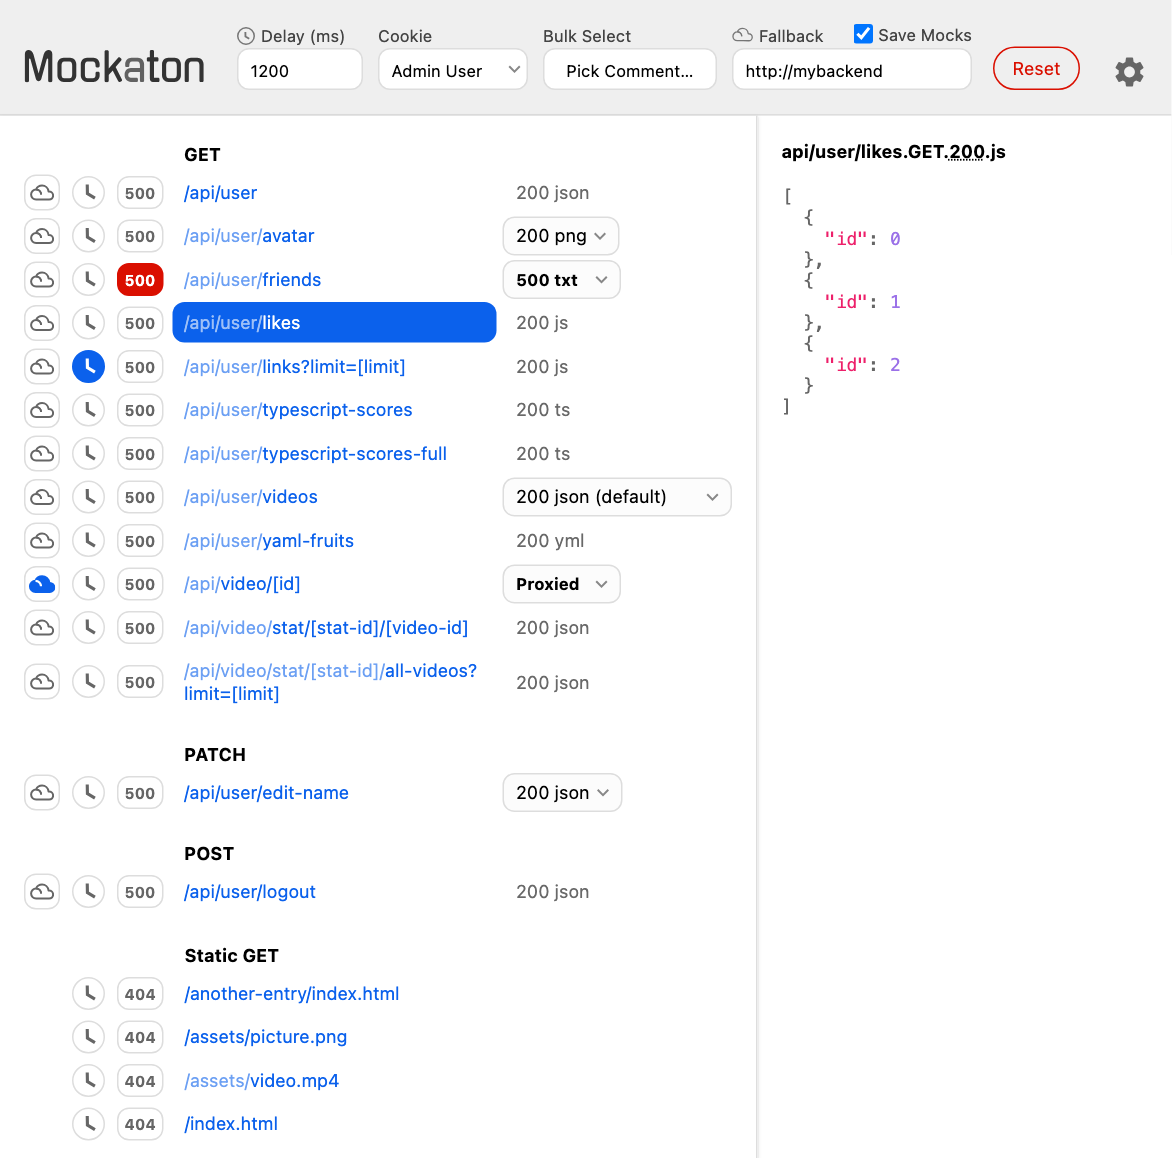 Mockaton
Delay (ms)
1200
Cookie
Admin User
Bulk Select
Pick Comment...
Fallback
Save Mocks
http://mybackend
Reset
GET
500 /api/user 200 json
500 /api/user/avatar 200 png
500 /api/user/friends 500 txt
500 /api/user/likes 200 js
500 /api/user/links?limit=[limit] 200 js
500 /api/user/typescript-scores 200 ts
500 /api/user/typescript-scores-full 200 ts
500 /api/user/videos 200 json (default)
500 /api/user/yaml-fruits 200 yml
500 /api/video/[id] Proxied
500 /api/video/stat/[stat-id]/[video-id] 200 json
500 /api/video/stat/[stat-id]/all-videos? 200 json
limit=[limit]
PATCH
500 /api/user/edit-name 200 json
POST
500 /api/user/logout 200 json
Static GET
404 /another-entry/index.html
404 /assets/picture.png
404 /assets/video.mp4
404 /index.html
api/user/likes.GET.200.js
[
  {
    "id": 0
  },
  {
    "id": 1
  },
  {
    "id": 2
  }
]